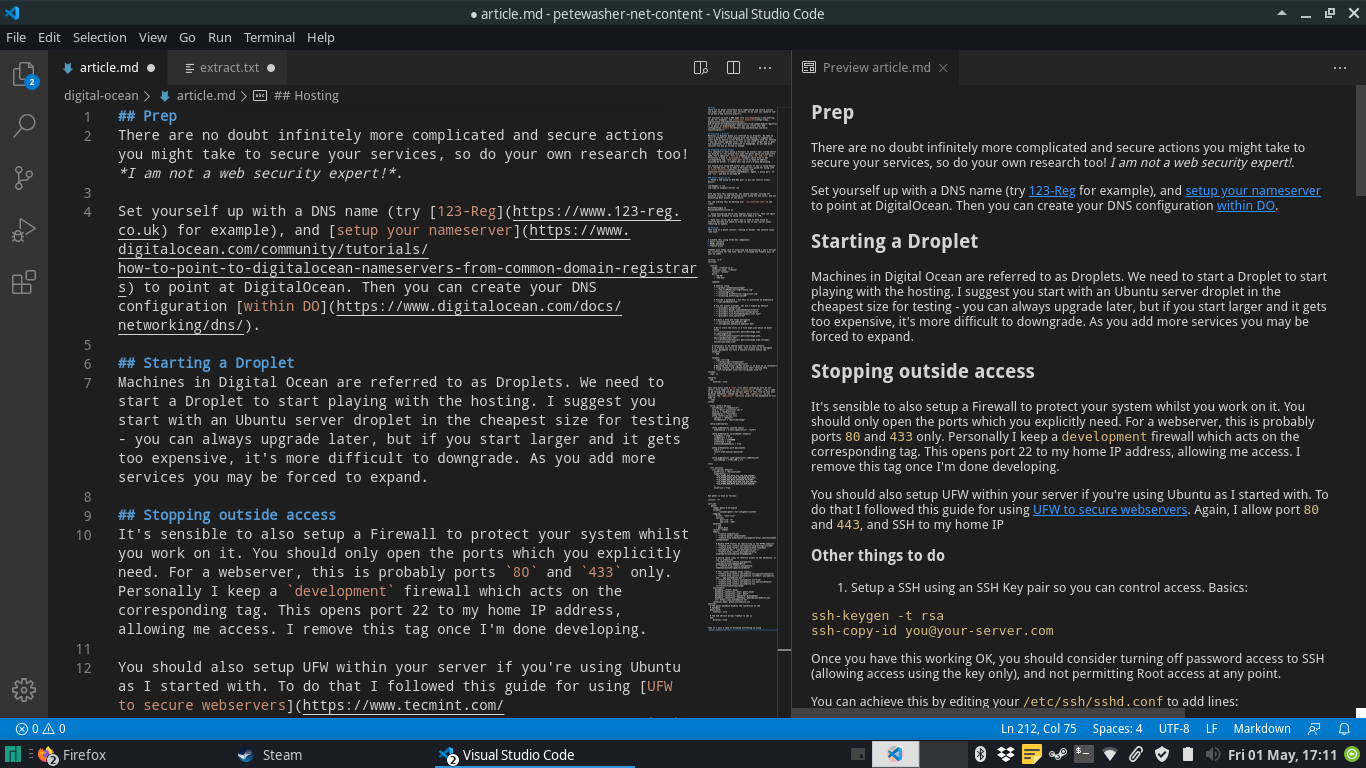 ● article.md - petewasher-net-content - Visual Studio Code
File Edit Selection View Go Run Terminal Help
2
article.md ●
extract.txt ●
digital-ocean > article.md > ## Hosting
1 ## Prep
2 There are no doubt infinitely more complicated and secure actions
you might take to secure your services, so do your own research too!
*I am not a web security expert!*.
3
4 Set yourself up with a DNS name (try [123-Reg](https://www.123-reg.
co.uk) for example), and [setup your nameserver](https://www.
digitalocean.com/community/tutorials/
how-to-point-to-digitalocean-nameservers-from-common-domain-registrar
s) to point at DigitalOcean. Then you can create your DNS
configuration [within DO](https://www.digitalocean.com/docs/
networking/dns/).
5
6 ## Starting a Droplet
7 Machines in Digital Ocean are referred to as Droplets. We need to
start a Droplet to start playing with the hosting. I suggest you
start with an Ubuntu server droplet in the cheapest size for testing
- you can always upgrade later, but if you start larger and it gets
too expensive, it's more difficult to downgrade. As you add more
services you may be forced to expand.
8
9 ## Stopping outside access
10 It's sensible to also setup a Firewall to protect your system whilst
you work on it. You should only open the ports which you explicitly
need. For a webserver, this is probably ports `80` and `433` only.
Personally I keep a `development` firewall which acts on the
corresponding tag. This opens port 22 to my home IP address,
allowing me access. I remove this tag once I'm done developing.
11
12 You should also setup UFW within your server if you're using Ubuntu
as I started with. To do that I followed this guide for using [UFW
to secure webservers](https://www.tecmint.com/
Preview article.md
Prep
There are no doubt infinitely more complicated and secure actions you might take to
secure your services, so do your own research too! I am not a web security expert!.
Set yourself up with a DNS name (try 123-Reg for example), and setup your nameserver
to point at DigitalOcean. Then you can create your DNS configuration within DO.
Starting a Droplet
Machines in Digital Ocean are referred to as Droplets. We need to start a Droplet to start
playing with the hosting. I suggest you start with an Ubuntu server droplet in the
cheapest size for testing - you can always upgrade later, but if you start larger and it gets
too expensive, it's more difficult to downgrade. As you add more services you may be
forced to expand.
Stopping outside access
It's sensible to also setup a Firewall to protect your system whilst you work on it. You
should only open the ports which you explicitly need. For a webserver, this is probably
ports 80 and 433 only. Personally I keep a development firewall which acts on the
corresponding tag. This opens port 22 to my home IP address, allowing me access. I
remove this tag once I'm done developing.
You should also setup UFW within your server if you're using Ubuntu as I started with. To
do that I followed this guide for using UFW to secure webservers. Again, I allow port 80
and 443, and SSH to my home IP
Other things to do
1. Setup a SSH using an SSH Key pair so you can control access. Basics:
ssh-keygen -t rsa
ssh-copy-id you@your-server.com
Once you have this working OK, you should consider turning off password access to SSH
(allowing access using the key only), and not permitting Root access at any point.
You can achieve this by editing your /etc/ssh/sshd.conf to add lines:
0 0 Ln 212, Col 75 Spaces: 4 UTF-8 LF Markdown
2 Firefox Steam 2 Visual Studio Code Fri 01 May, 17:11